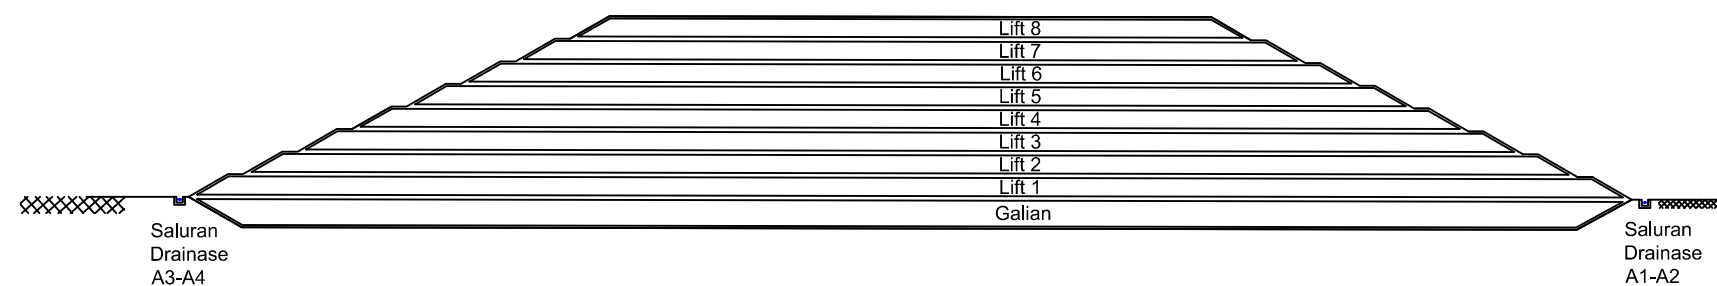 Lift 8
Lift 7
Lift 6
Lift 5
Lift 4
Lift 3
Lift 2
Lift 1
Galian
Saluran
Drainase
A3-A4
Saluran
Drainase
A1-A2